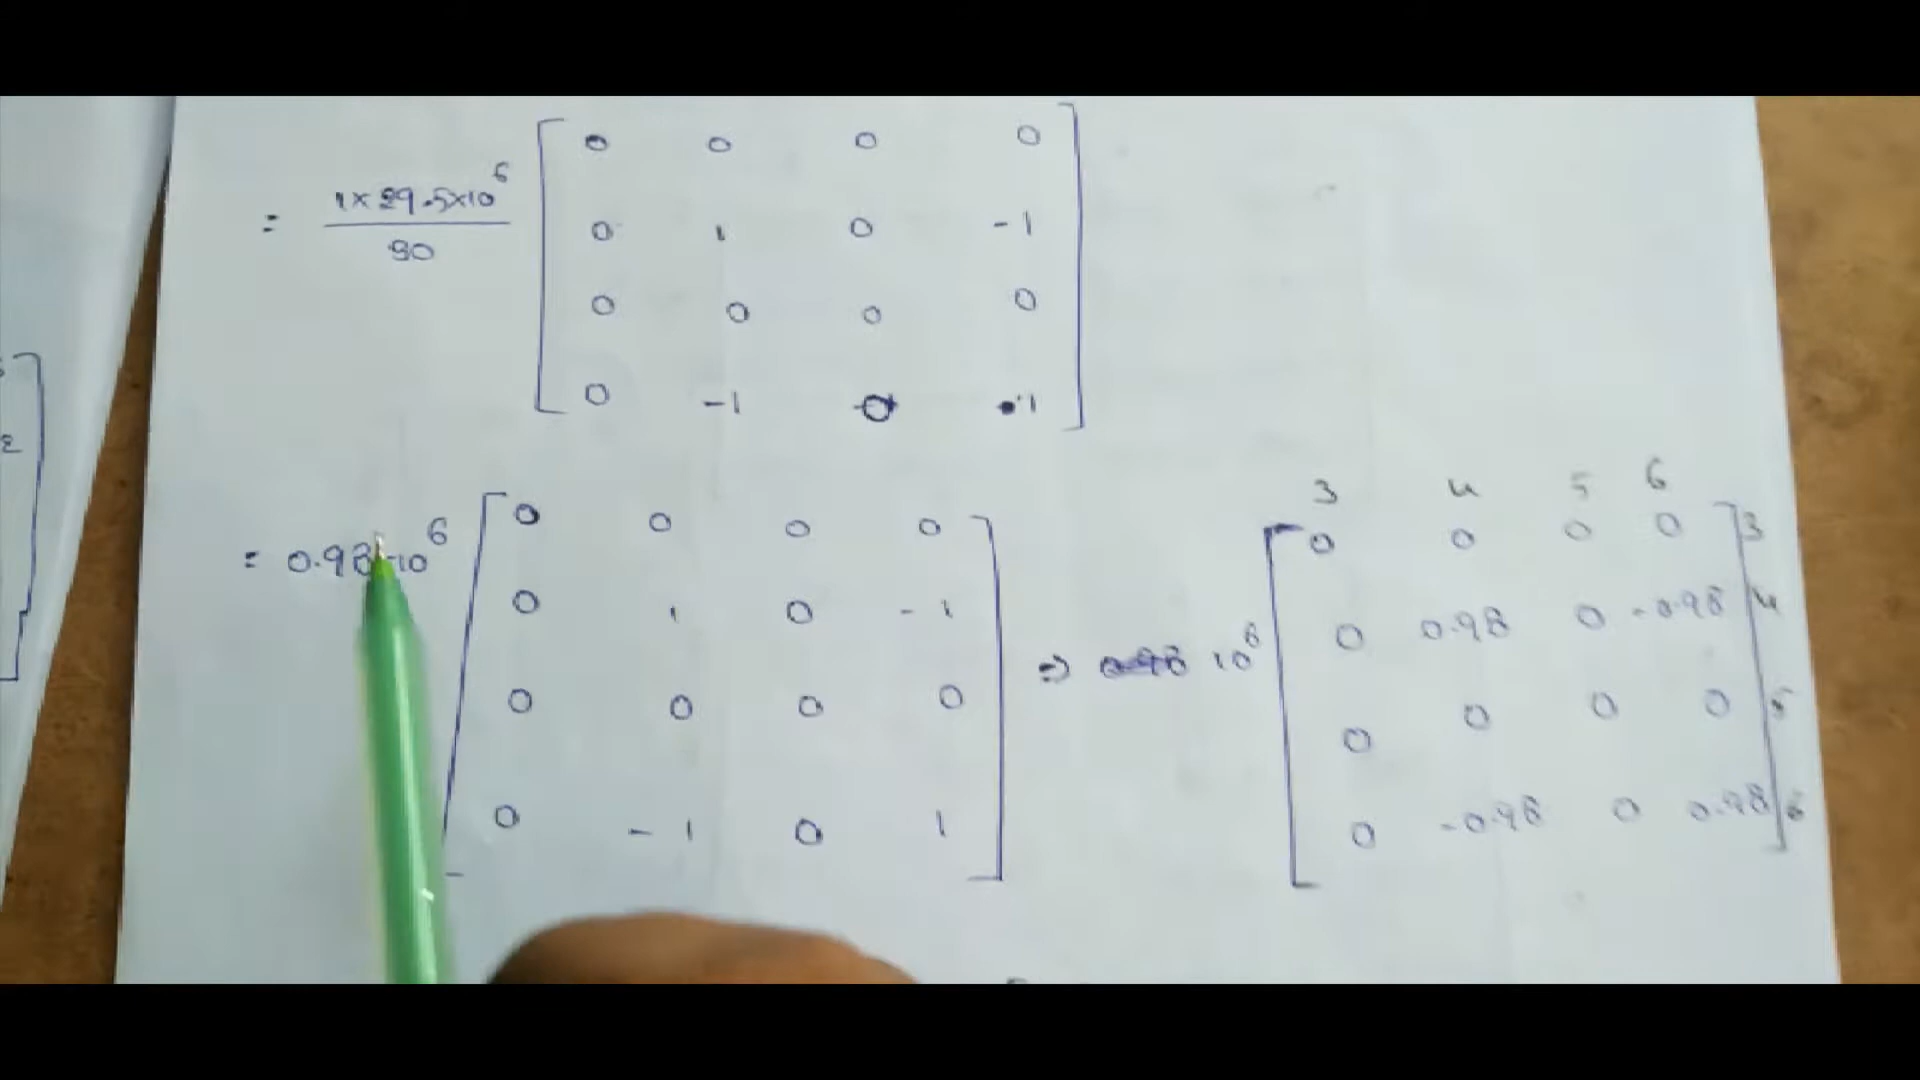 = 1×29.5×10^6 / 30 [ 0 0 0 0
0 1 0 -1
0 0 0 0
0 -1 0 1 ]
3 4 5 6
= 0.98 10^6 [ 0 0 0 0
0 1 0 -1
0 0 0 0
0 -1 0 1 ]
⇒ 10^6 [ 0 0 0 0 ] 3
0 0.98 0 -0.98 4
0 0 0 0 5
0 -0.98 0 0.98 6